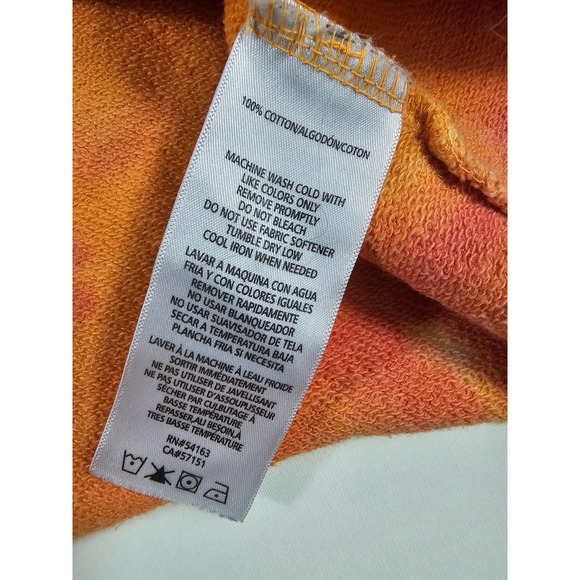 100% COTTON/ALGODÓN/COTON
MACHINE WASH COLD WITH
LIKE COLORS ONLY
REMOVE PROMPTLY
DO NOT BLEACH
DO NOT USE FABRIC SOFTENER
TUMBLE DRY LOW
COOL IRON WHEN NEEDED
LAVAR A MAQUINA CON AGUA
FRIA Y CON COLORES IGUALES
REMOVER RAPIDAMENTE
NO USAR BLANQUEADOR
NO USAR SUAVISADOR DE TELA
SECAR A TEMPERATURA BAJA
PLANCHA FRIA SI NECESITA
LAVER À LA MACHINE À LEAU FROIDE
SORTIR IMMÉDIATEMENT
NE PAS UTILISER DE JAVELLISANT
NE PAS UTILISER D'ASSOUPLISSEUR
SÉCHER PAR CULBUTAGE À
BASSE TEMPÉRATURE
REPASSER,AU BESOIN,À
TRES BASSE TEMPÉRATURE
RN#54163
CA#57151